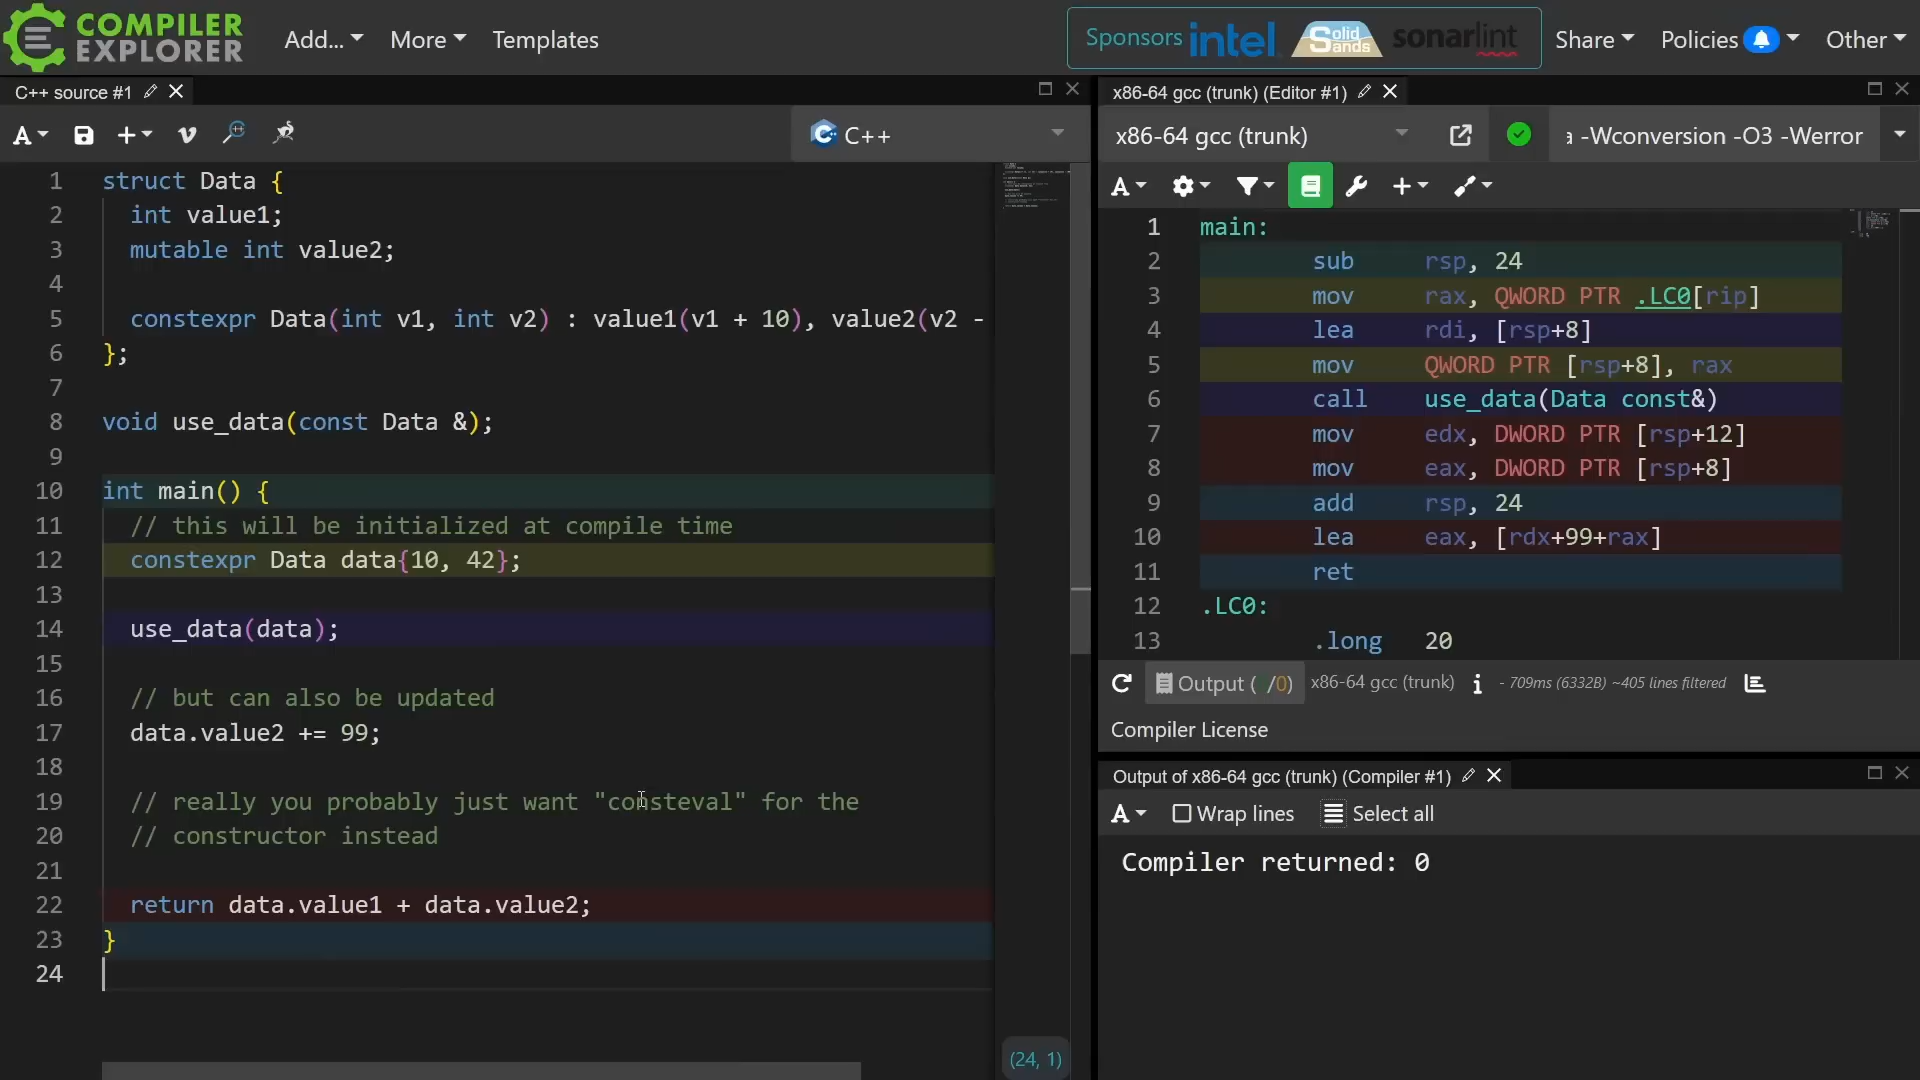 COMPILER
EXPLORER
Add...
More
Templates
Sponsors
intel.
Solid
Sands
sonarlint
Share
Policies
Other
C++ source #1
A
C++
1 struct Data {
2 int value1;
3 mutable int value2;
4
5 constexpr Data(int v1, int v2) : value1(v1 + 10), value2(v2 -
6 };
7
8 void use_data(const Data &);
9
10 int main() {
11 // this will be initialized at compile time
12 constexpr Data data{10, 42};
13
14 use_data(data);
15
16 // but can also be updated
17 data.value2 += 99;
18
19 // really you probably just want "consteval" for the
20 // constructor instead
21
22 return data.value1 + data.value2;
23 }
24
(24, 1)
x86-64 gcc (trunk) (Editor #1)
x86-64 gcc (trunk)
-Wconversion -O3 -Werror
A
1 main:
2 sub rsp, 24
3 mov rax, QWORD PTR .LC0[rip]
4 lea rdi, [rsp+8]
5 mov QWORD PTR [rsp+8], rax
6 call use_data(Data const&)
7 mov edx, DWORD PTR [rsp+12]
8 mov eax, DWORD PTR [rsp+8]
9 add rsp, 24
10 lea eax, [rdx+99+rax]
11 ret
12 .LC0:
13 .long 20
Output ( /0) x86-64 gcc (trunk) i - 709ms (6332B) ~405 lines filtered
Compiler License
Output of x86-64 gcc (trunk) (Compiler #1)
A Wrap lines Select all
Compiler returned: 0